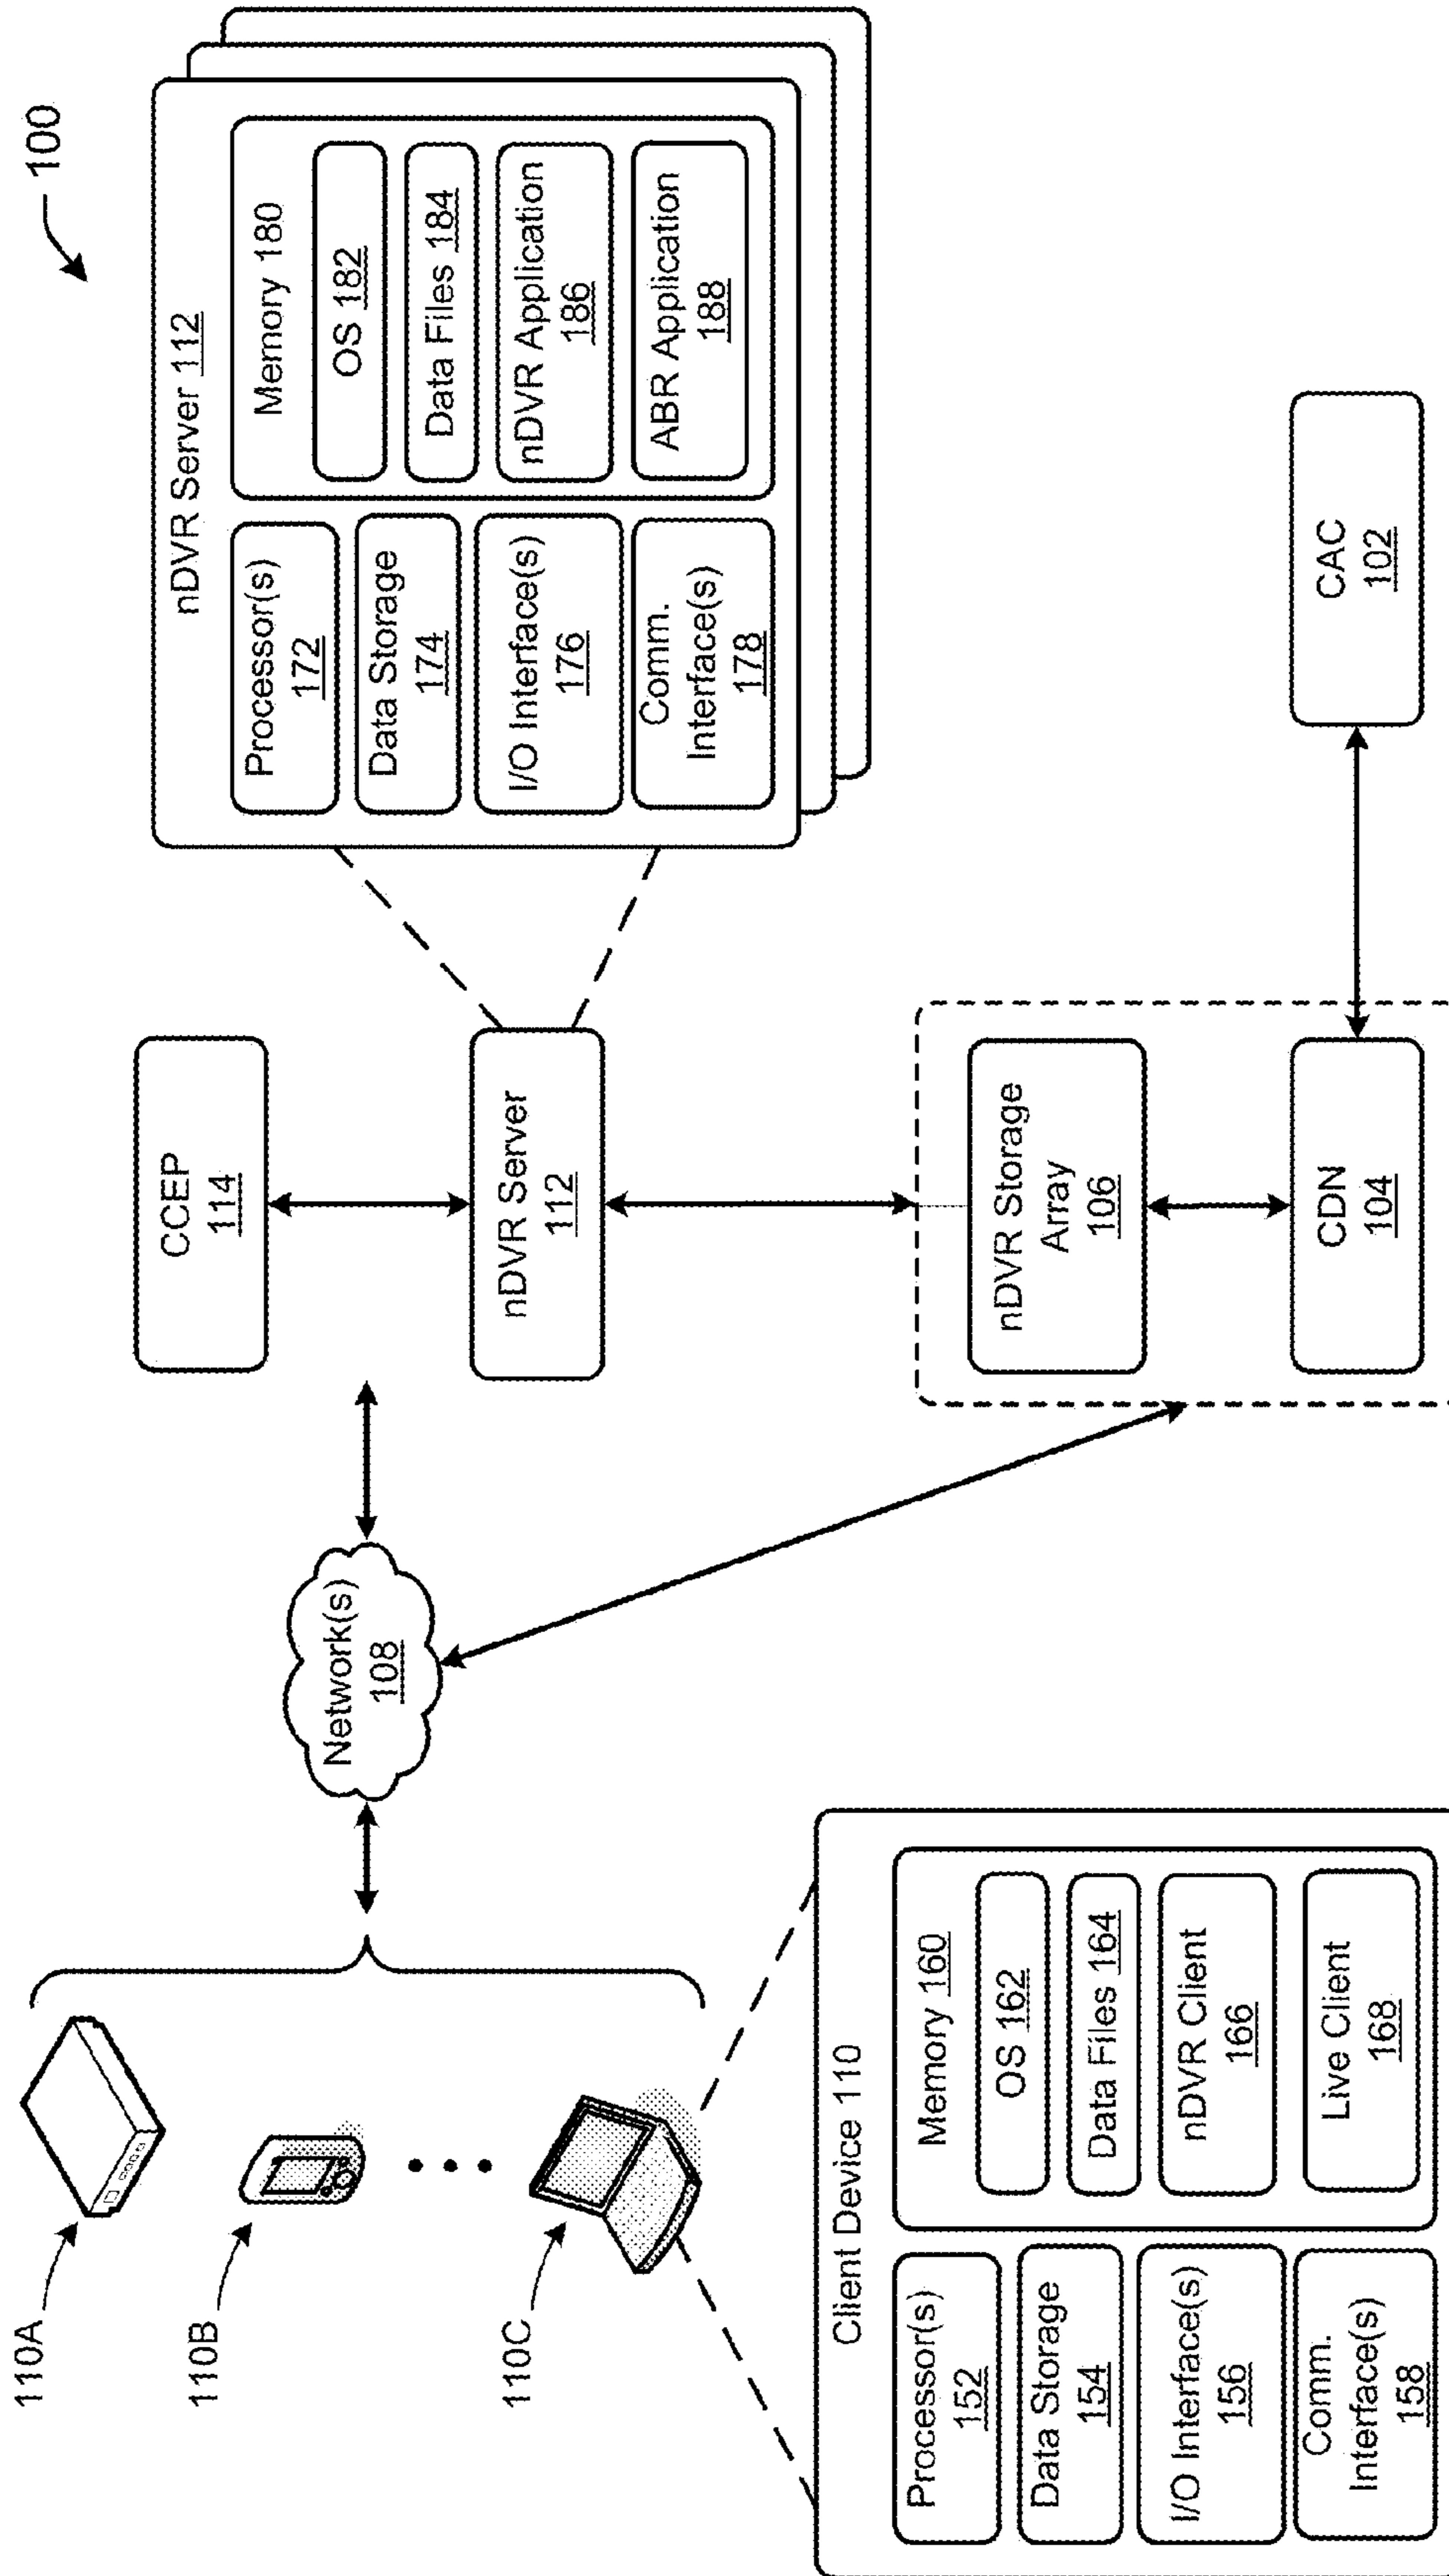 100
110A
110B
110C
Network(s)
108
CCEP
114
nDVR Server
112
nDVR Storage
Array
106
CDN
104
CAC
102
nDVR Server 112
Processor(s)
172
Data Storage
174
I/O Interface(s)
176
Comm.
Interface(s)
178
Memory 180
OS 182
Data Files 184
nDVR Application
186
ABR Application
188
Client Device 110
Processor(s)
152
Data Storage
154
I/O Interface(s)
156
Comm.
Interface(s)
158
Memory 160
OS 162
Data Files 164
nDVR Client
166
Live Client
168